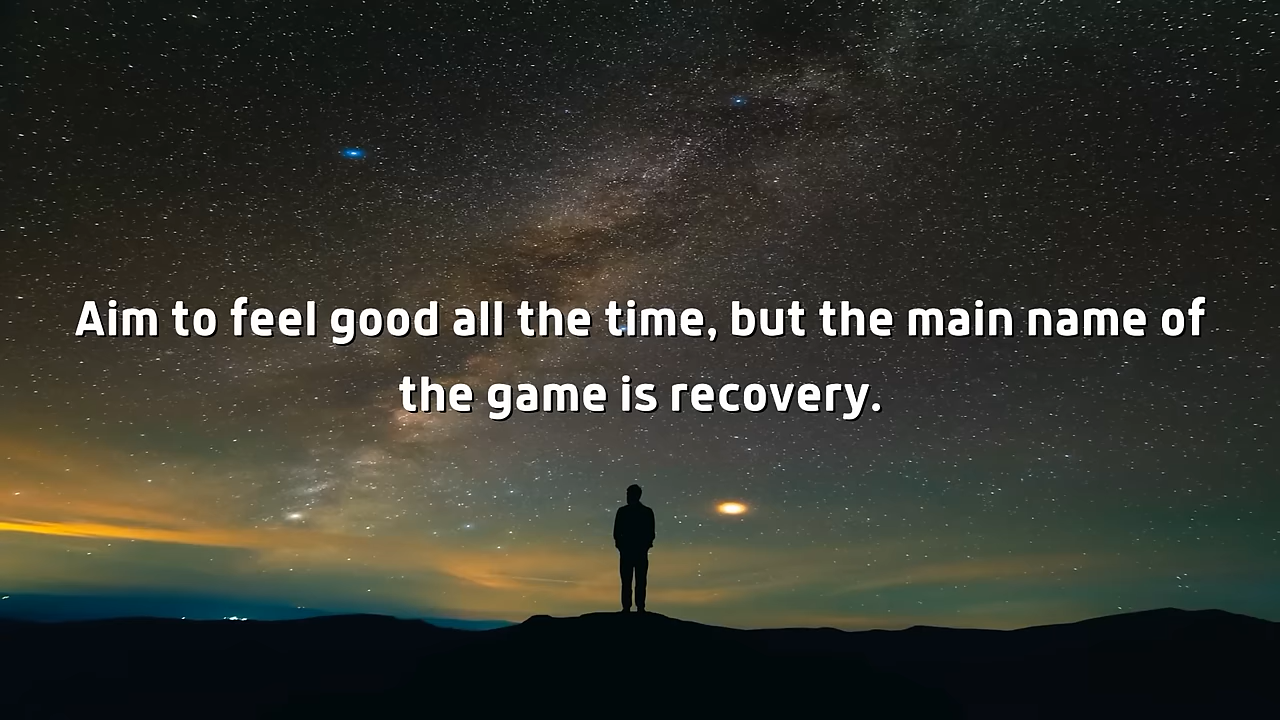 Aim to feel good all the time, but the main name of
the game is recovery.